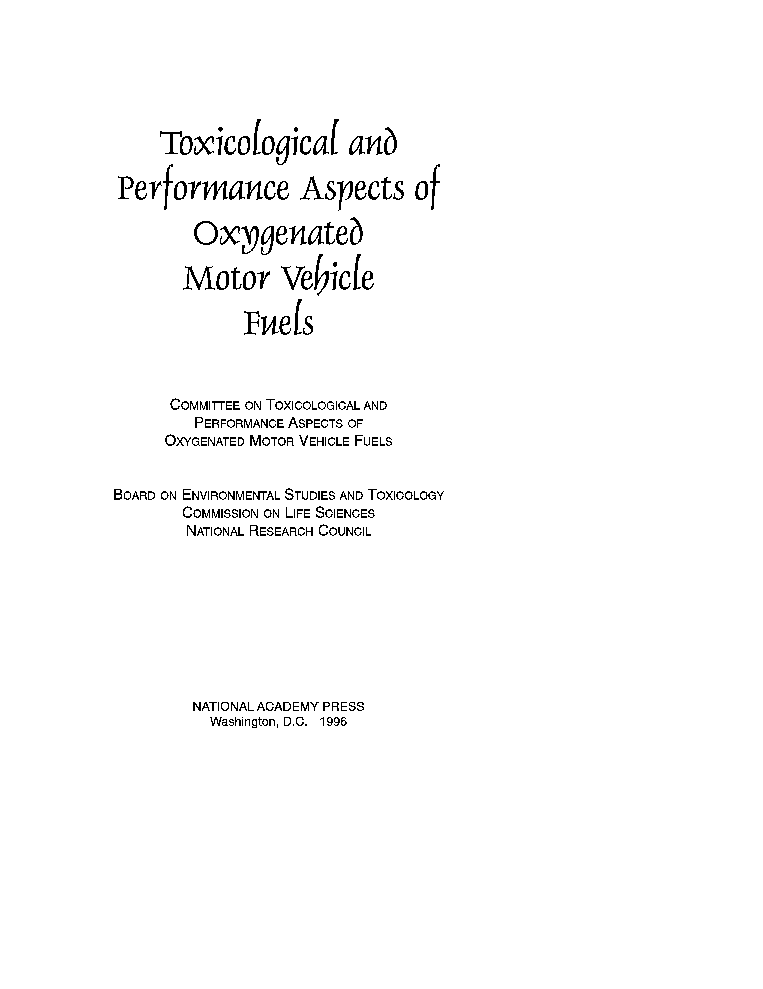 Toxicological and
Performance Aspects of
Oxygenated
Motor Vehicle
Fuels
COMMITTEE ON TOXICOLOGICAL AND
PERFORMANCE ASPECTS OF
OXYGENATED MOTOR VEHICLE FUELS
BOARD ON ENVIRONMENTAL STUDIES AND TOXICOLOGY
COMMISSION ON LIFE SCIENCES
NATIONAL RESEARCH COUNCIL
NATIONAL ACADEMY PRESS
Washington, D.C. 1996